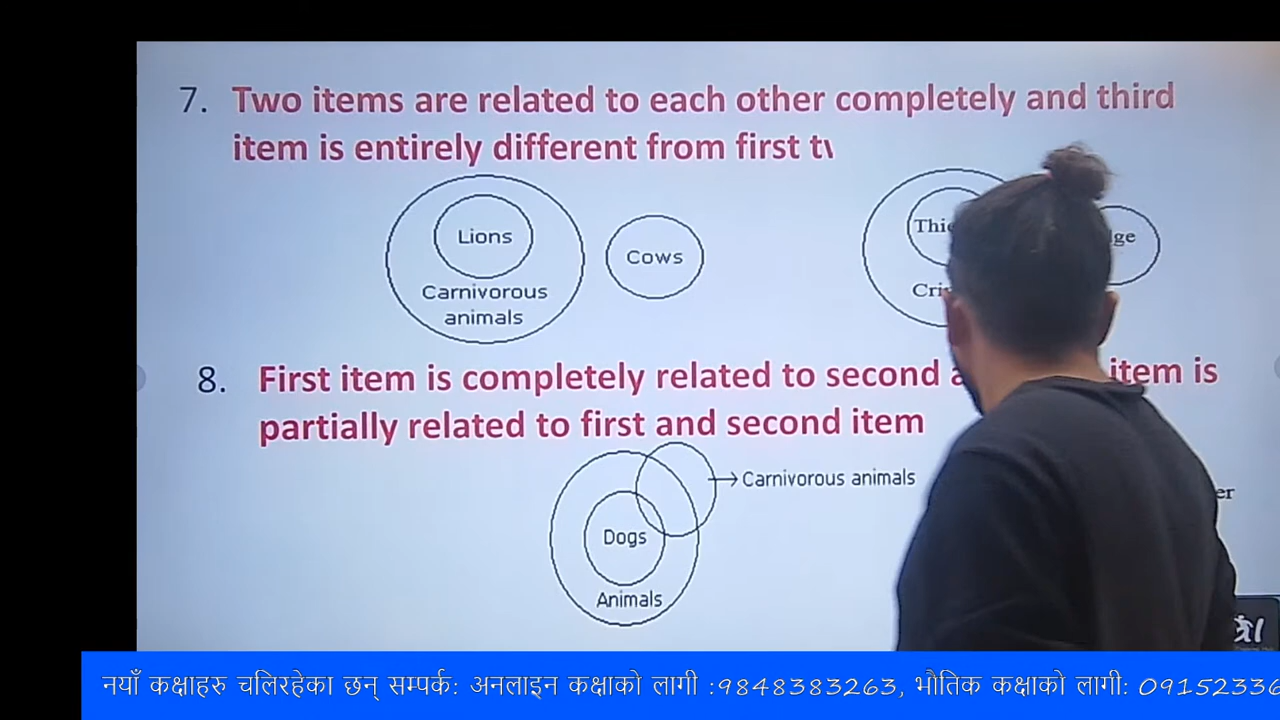 7. Two items are related to each other completely and third
item is entirely different from first
Lions
Carnivorous
animals
Cows
8. First item is completely related to second item is
partially related to first and second item
Carnivorous animals
Dogs
Animals
नयाँ कक्षाहरु चलिरहेका छन् सम्पर्क: अनलाइन कक्षाको लागी :9848383263, भौतिक कक्षाको लागी: 09152336